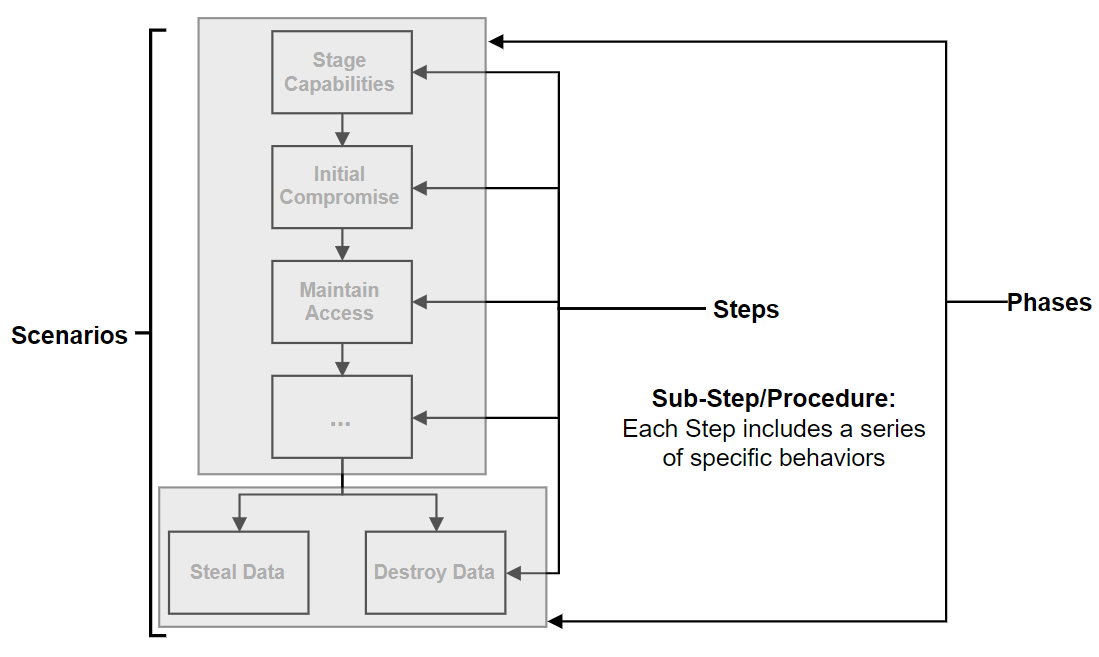 Stage
Capabilities
Initial
Compromise
Maintain
Access
...
Steal Data
Destroy Data
Scenarios
Steps
Phases
Sub-Step/Procedure:
Each Step includes a series
of specific behaviors